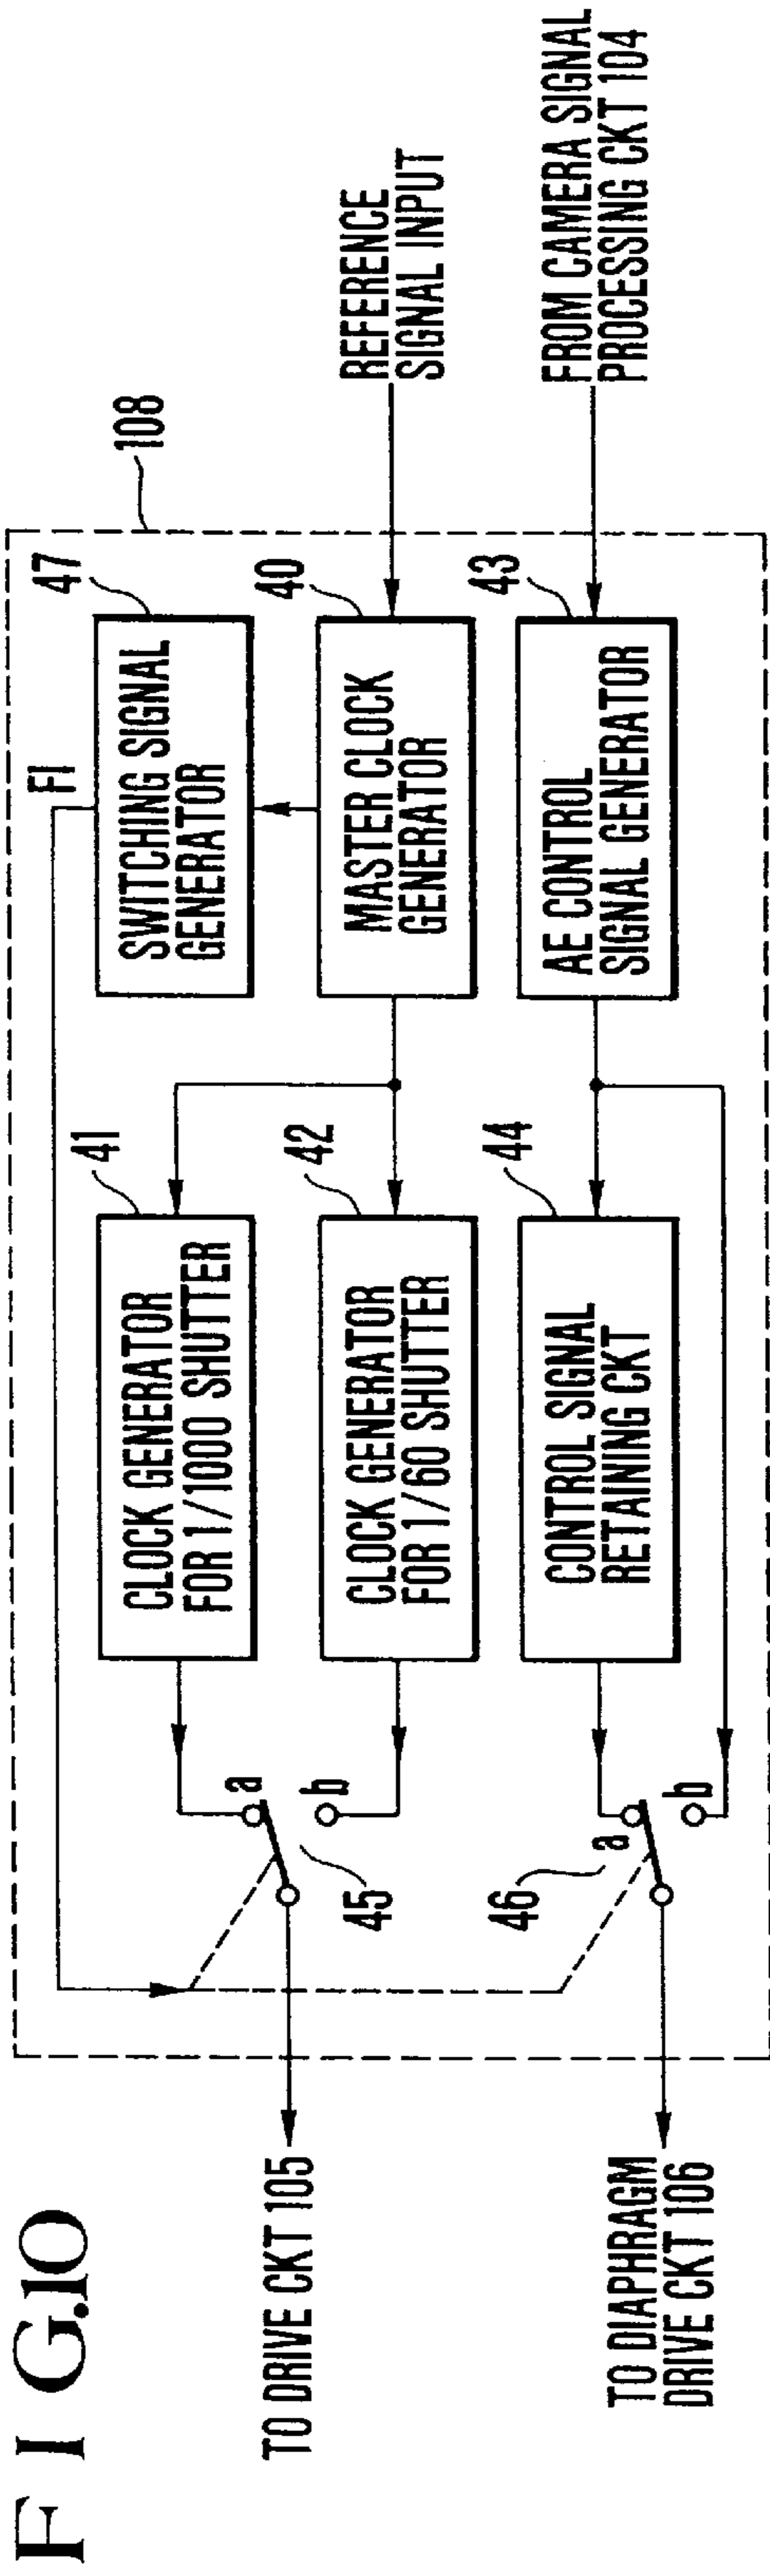 FIG.10
108
47
F1
SWITCHING SIGNAL
GENERATOR
41
CLOCK GENERATOR
FOR 1/1000 SHUTTER
40
MASTER CLOCK
GENERATOR
REFERENCE
SIGNAL INPUT
42
CLOCK GENERATOR
FOR 1/60 SHUTTER
a
b
45
TO DRIVE CKT 105
43
AE CONTROL
SIGNAL GENERATOR
FROM CAMERA SIGNAL
PROCESSING CKT 104
44
CONTROL SIGNAL
RETAINING CKT
46
a
b
TO DIAPHRAGM
DRIVE CKT 106